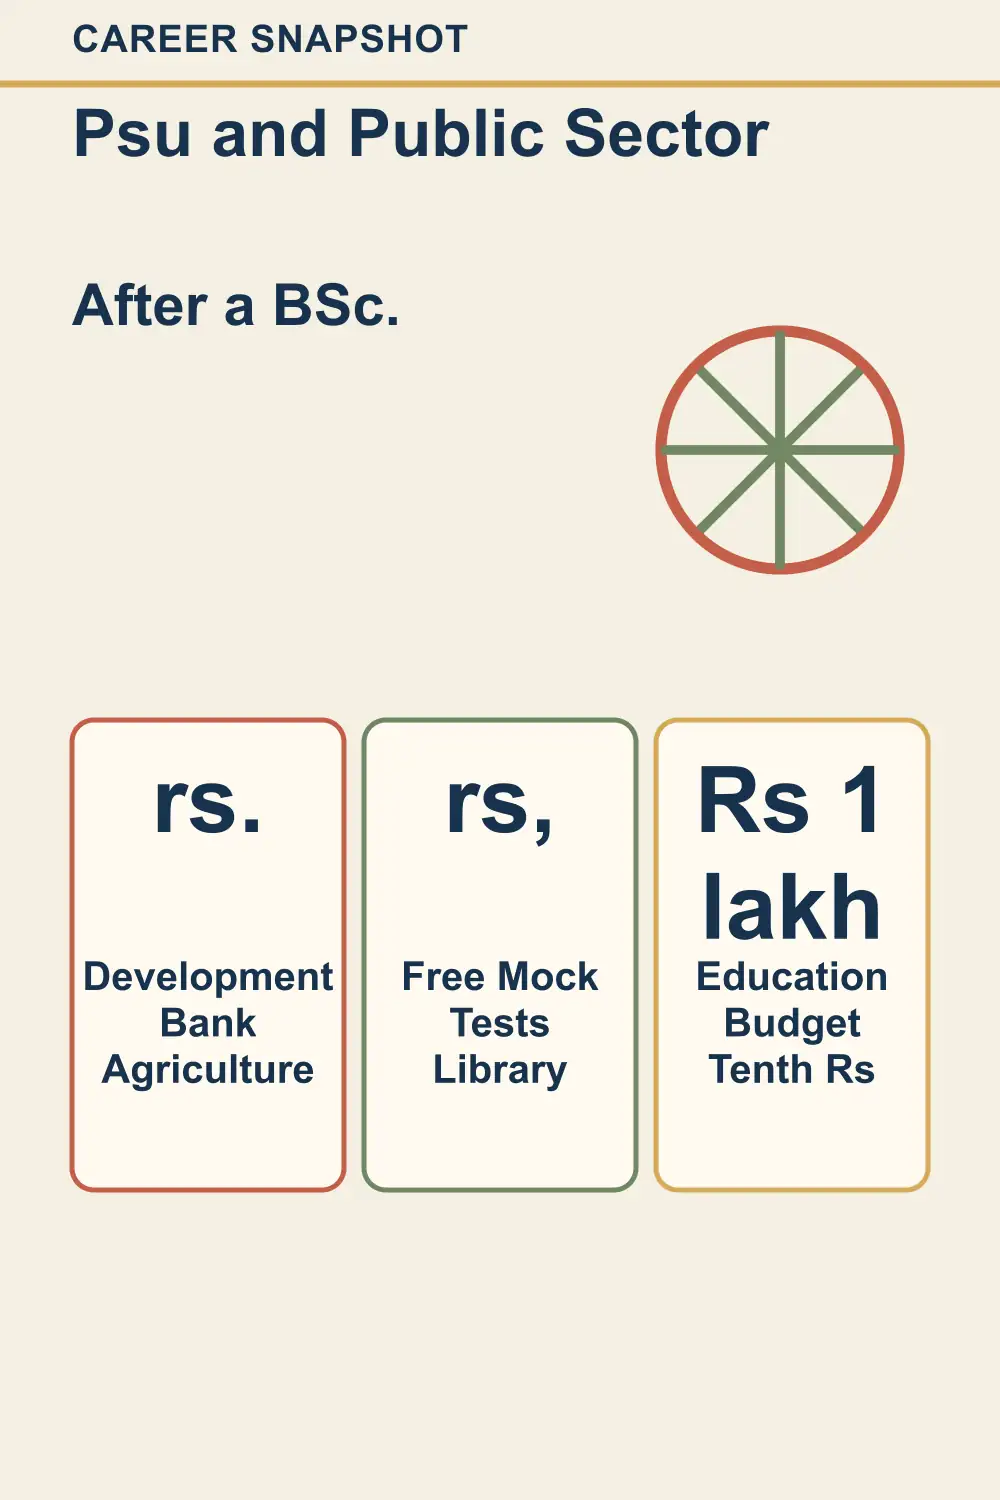 CAREER SNAPSHOT
Psu and Public Sector
After a BSc.
rs.
Development
Bank
Agriculture
rs,
Free Mock
Tests
Library
Rs 1
lakh
Education
Budget
Tenth Rs